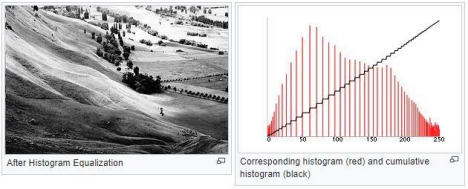 After Histogram Equalization
0 50 100 150 200 250
Corresponding histogram (red) and cumulative
histogram (black)